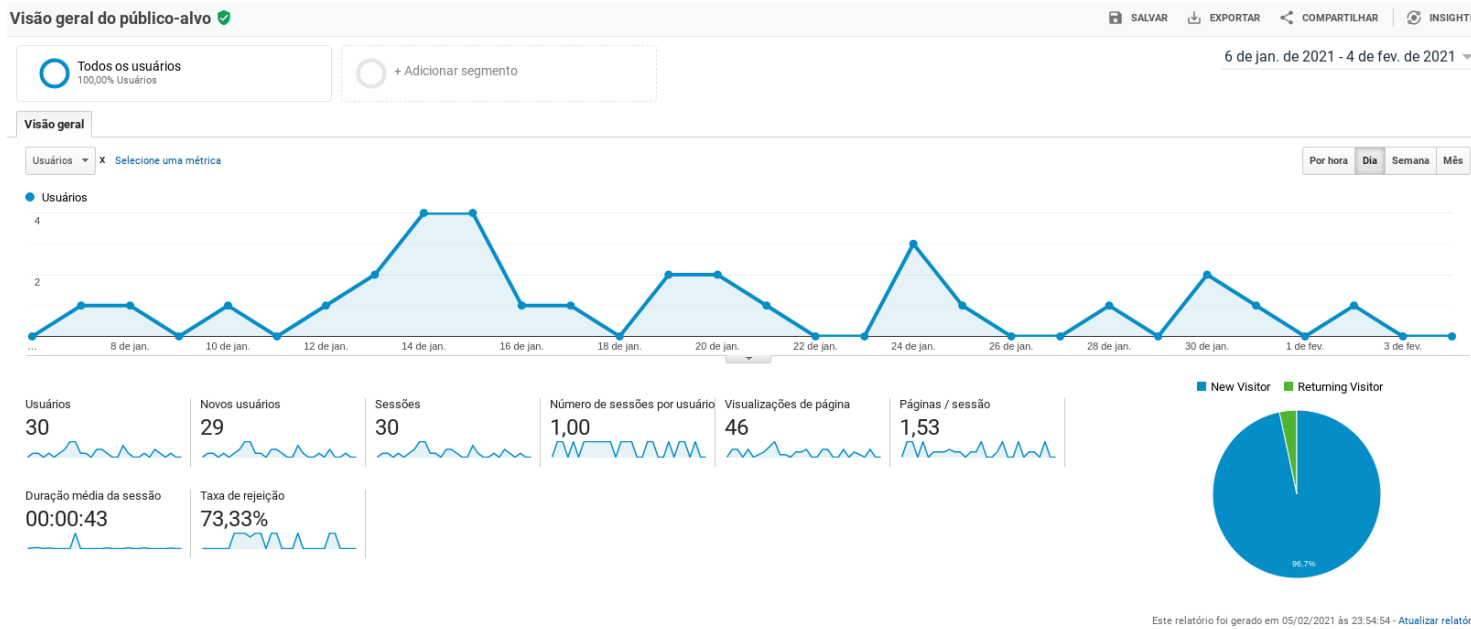 Visão geral do público-alvo
SALVAR EXPORTAR COMPARTILHAR INSIGHTS
Todos os usuários
100,00% Usuários
+ Adicionar segmento
6 de jan. de 2021 - 4 de fev. de 2021
Visão geral
Usuários x Selecione uma métrica
Por hora Dia Semana Mês
Usuários
4
2
... 8 de jan. 10 de jan. 12 de jan. 14 de jan. 16 de jan. 18 de jan. 20 de jan. 22 de jan. 24 de jan. 26 de jan. 28 de jan. 30 de jan. 1 de fev. 3 de fev.
New Visitor Returning Visitor
Usuários
30
Novos usuários
29
Sessões
30
Número de sessões por usuário
1,00
Visualizações de página
46
Páginas / sessão
1,53
Duração média da sessão
00:00:43
Taxa de rejeição
73,33%
96,7%
Este relatório foi gerado em 05/02/2021 às 23:54:54 - Atualizar relatór